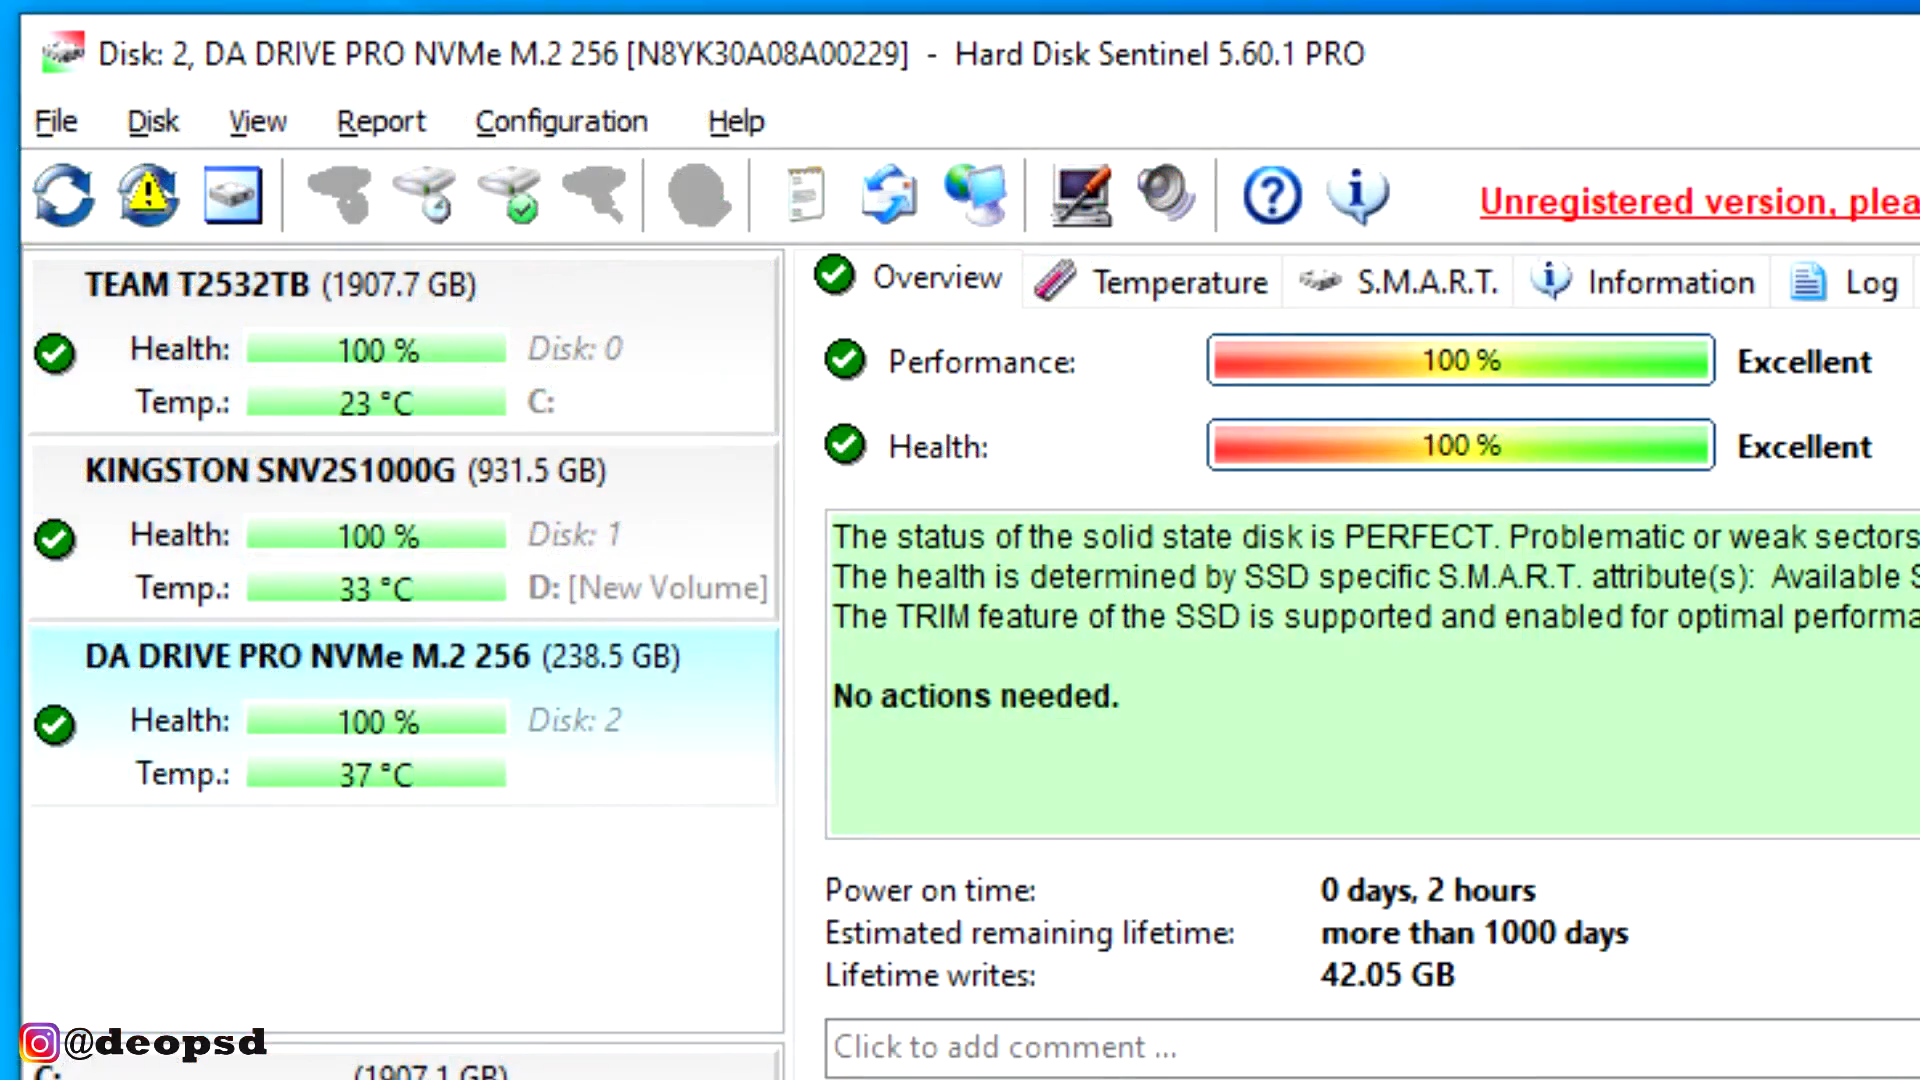 Disk: 2, DA DRIVE PRO NVMe M.2 256 [N8YK30A08A00229] - Hard Disk Sentinel 5.60.1 PRO
File Disk View Report Configuration Help
Unregistered version, plea
TEAM T2532TB (1907.7 GB)
Health: 100 % Disk: 0
Temp.: 23 °C C:
KINGSTON SNV2S1000G (931.5 GB)
Health: 100 % Disk: 1
Temp.: 33 °C D: [New Volume]
DA DRIVE PRO NVMe M.2 256 (238.5 GB)
Health: 100 % Disk: 2
Temp.: 37 °C
Overview Temperature S.M.A.R.T. Information Log
Performance: 100 % Excellent
Health: 100 % Excellent
The status of the solid state disk is PERFECT. Problematic or weak sectors
The health is determined by SSD specific S.M.A.R.T. attribute(s): Available S
The TRIM feature of the SSD is supported and enabled for optimal performa
No actions needed.
Power on time: 0 days, 2 hours
Estimated remaining lifetime: more than 1000 days
Lifetime writes: 42.05 GB
Click to add comment ...
@deopsd
C: (1907.1 GB)